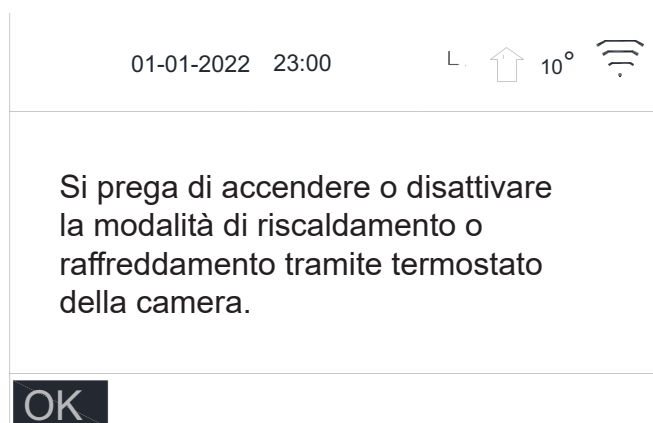 01-01-2022 23:00 10°
Si prega di accendere o disattivare
la modalità di riscaldamento o
raffreddamento tramite termostato
della camera.
OK